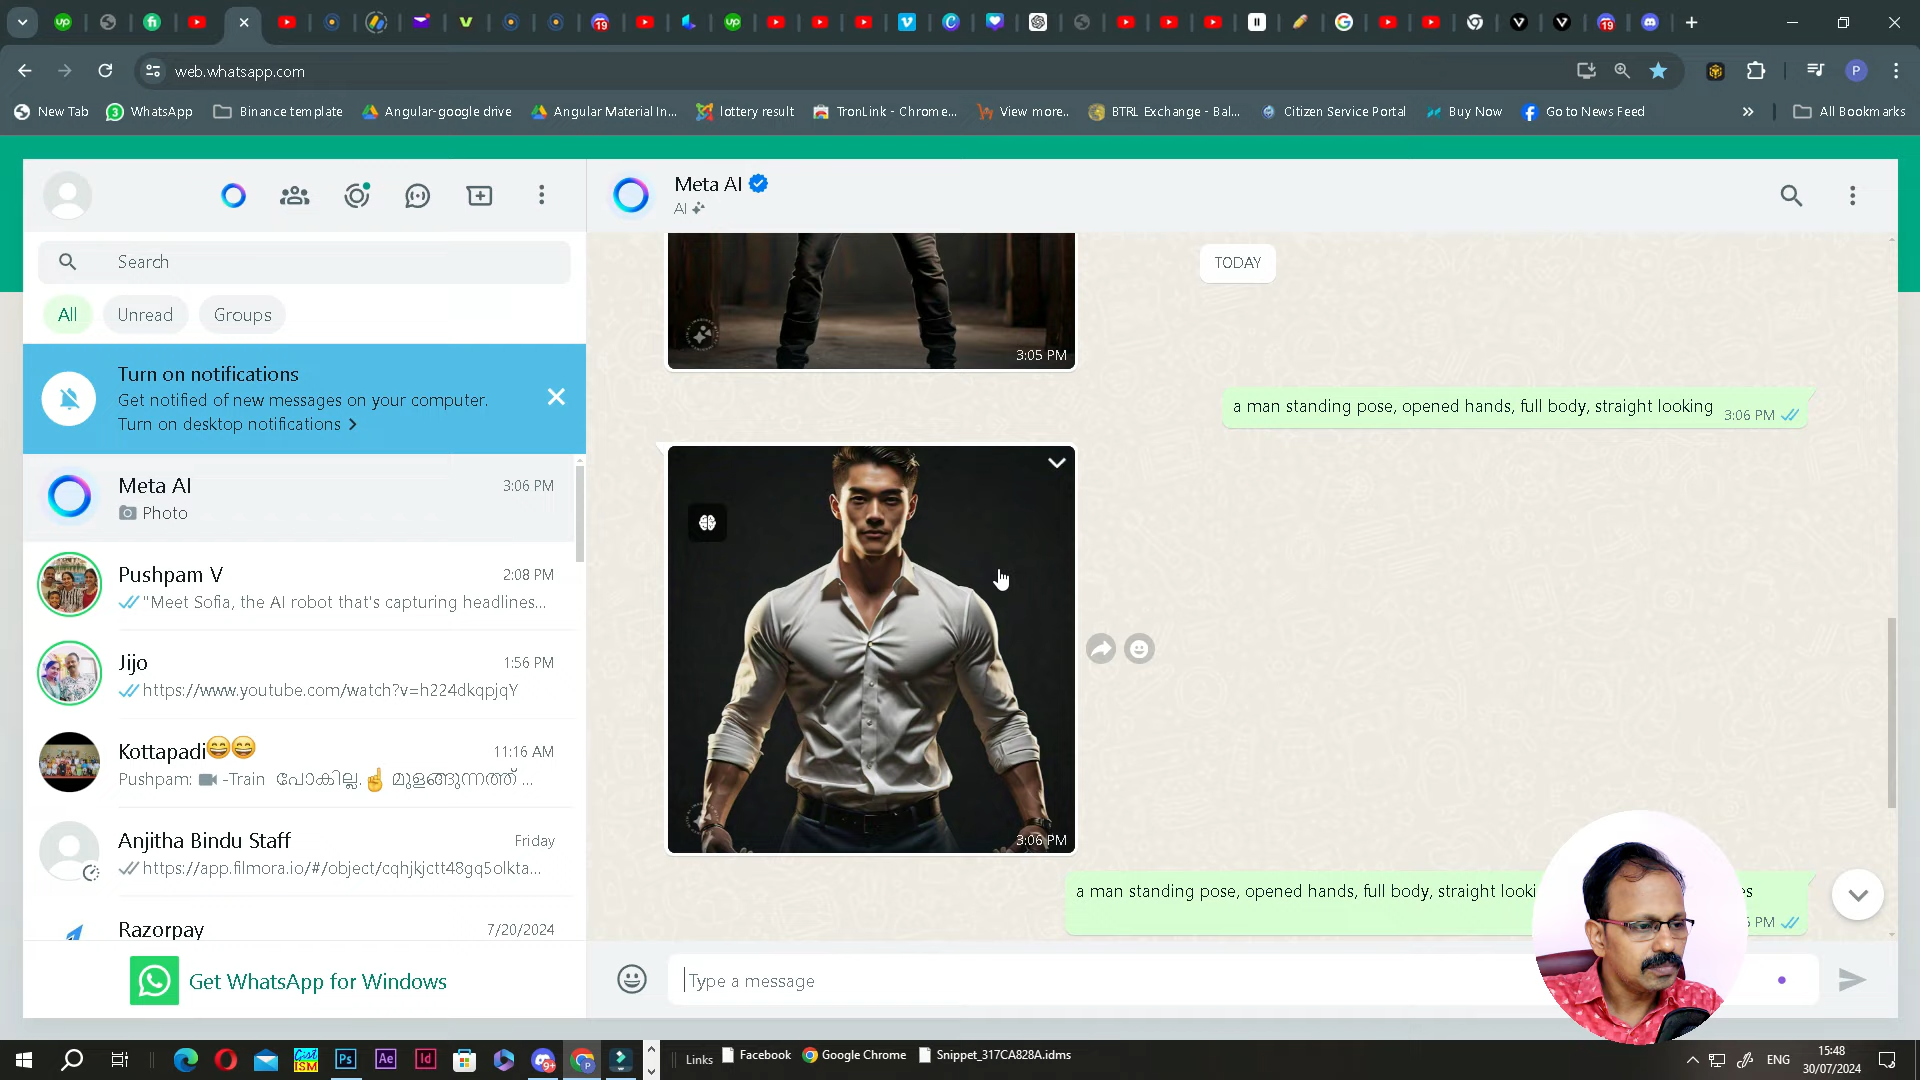 web.whatsapp.com
New Tab
WhatsApp
Binance template
Angular-google drive
Angular Material In...
lottery result
TronLink - Chrome...
View more..
BTRL Exchange - Bal...
Citizen Service Portal
Buy Now
Go to News Feed
»
All Bookmarks
Meta AI
AI
Search
All
Unread
Groups
Turn on notifications
Get notified of new messages on your computer.
Turn on desktop notifications >
Meta AI
3:06 PM
Photo
Pushpam V
2:08 PM
"Meet Sofia, the AI robot that's capturing headlines...
Jijo
1:56 PM
https://www.youtube.com/watch?v=h224dkqpjqY
Kottapadi😄😄
11:16 AM
Pushpam: -Train പോകില്ല.☝ മുളങ്ങുന്നത്ത് ...
Anjitha Bindu Staff
Friday
https://app.filmora.io/#/object/cqhjkjctt48gq5olkta...
Razorpay
7/20/2024
Get WhatsApp for Windows
TODAY
3:05 PM
a man standing pose, opened hands, full body, straight looking
3:06 PM
3:06 PM
a man standing pose, opened hands, full body, straight looki
PM
Type a message
Links
Facebook
Google Chrome
Snippet_317CA828A.idms
ENG
15:48
30/07/2024